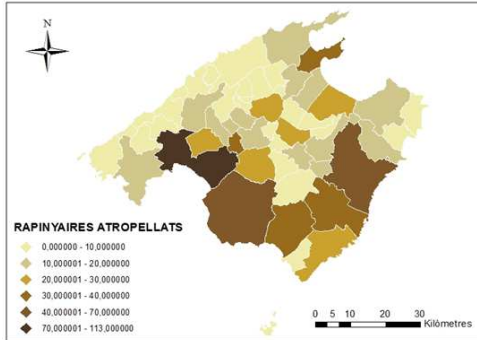 N
RAPINYAIRES ATROPELLATS
0,000000 - 10,000000
10,000001 - 20,000000
20,000001 - 30,000000
30,000001 - 40,000000
40,000001 - 70,000000
70,000001 - 113,000000
0 5 10 20 30
Kilòmetres